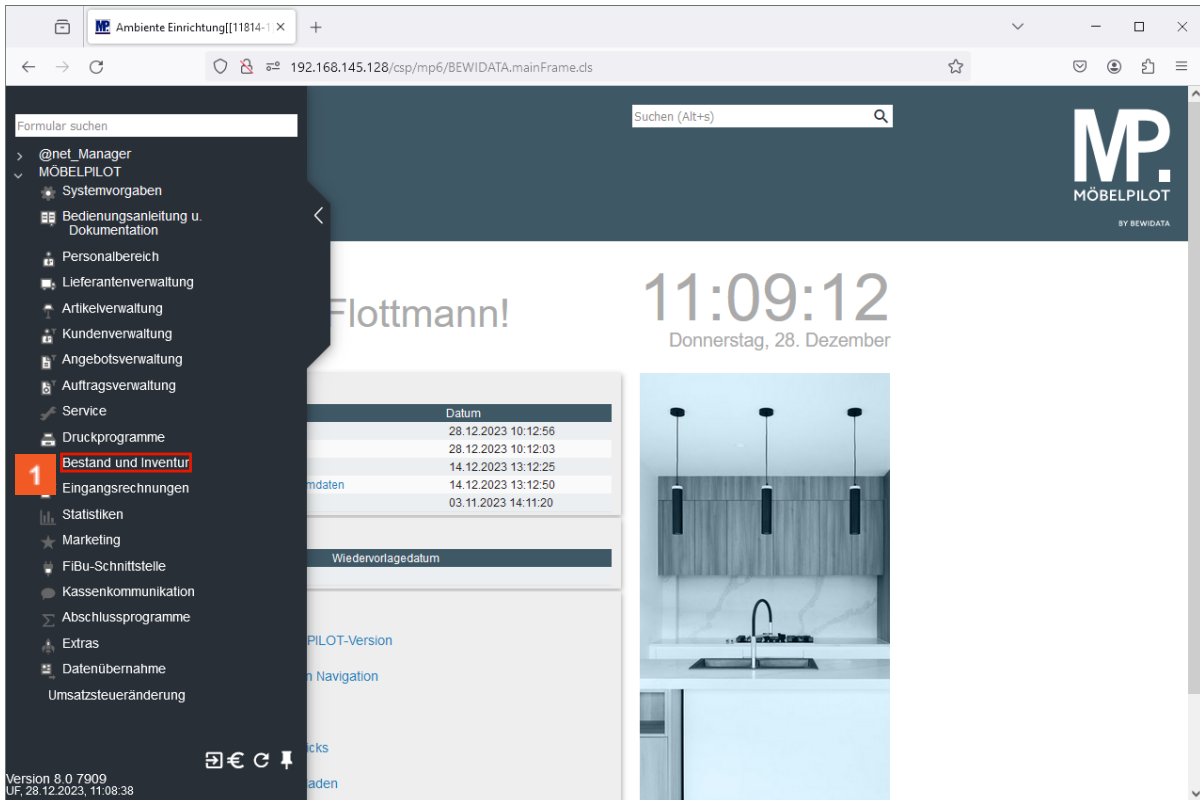 Ambiente Einrichtung[[11814-1
192.168.145.128/csp/mp6/BEWIDATA.mainFrame.cls
Formular suchen
@net_Manager
MÖBELPILOT
Systemvorgaben
Bedienungsanleitung u.
Dokumentation
Personalbereich
Lieferantenverwaltung
Artikelverwaltung
Kundenverwaltung
Angebotsverwaltung
Auftragsverwaltung
Service
Druckprogramme
1
Bestand und Inventur
Eingangsrechnungen
Statistiken
Marketing
FiBu-Schnittstelle
Kassenkommunikation
Abschlussprogramme
Extras
Datenübernahme
Umsatzsteueränderung
Version 8.0 7909
UF, 28.12.2023, 11:08:38
Suchen (Alt+s)
MP.
MÖBELPILOT
BY BEWIDATA
Flottmann!
11:09:12
Donnerstag, 28. Dezember
Datum
28.12.2023 10:12:56
28.12.2023 10:12:03
14.12.2023 13:12:25
mdaten 14.12.2023 13:12:50
03.11.2023 14:11:20
Wiedervorlagedatum
PILOT-Version
n Navigation
icks
aden